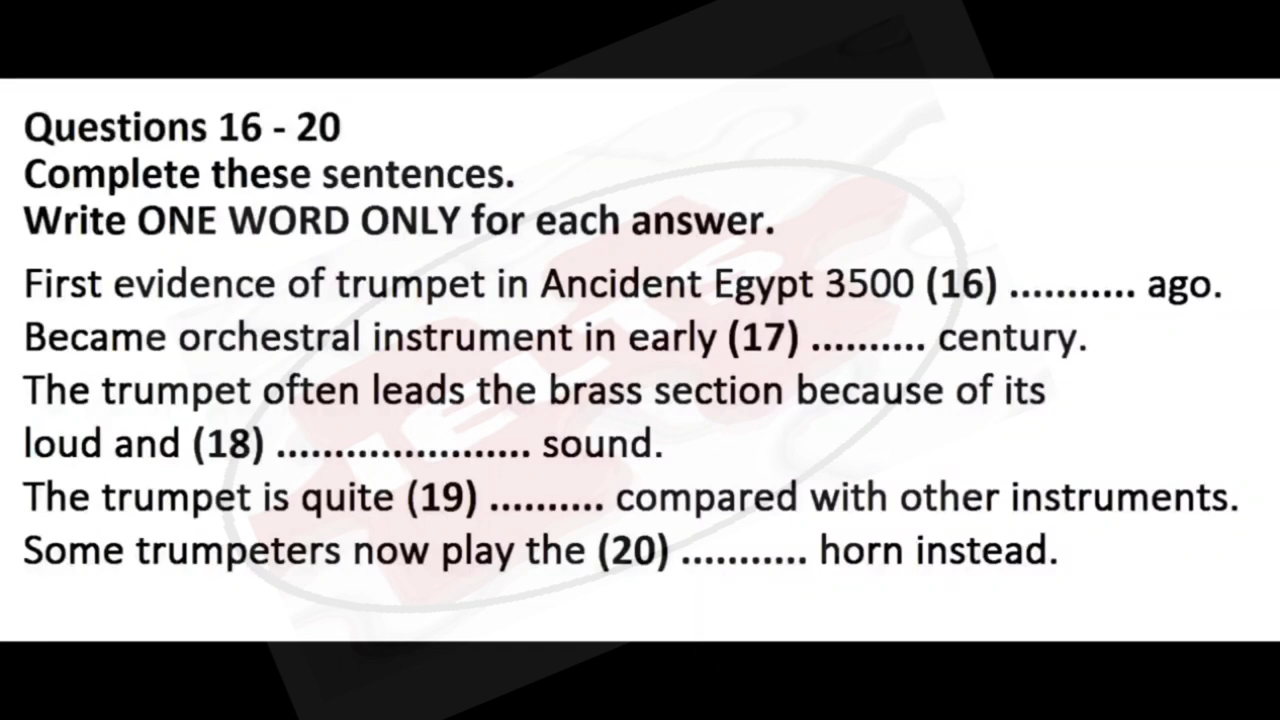 Questions 16 - 20
Complete these sentences.
Write ONE WORD ONLY for each answer.
First evidence of trumpet in Ancident Egypt 3500 (16) ........... ago.
Became orchestral instrument in early (17) .......... century.
The trumpet often leads the brass section because of its
loud and (18) ...................... sound.
The trumpet is quite (19) .......... compared with other instruments.
Some trumpeters now play the (20) ........... horn instead.